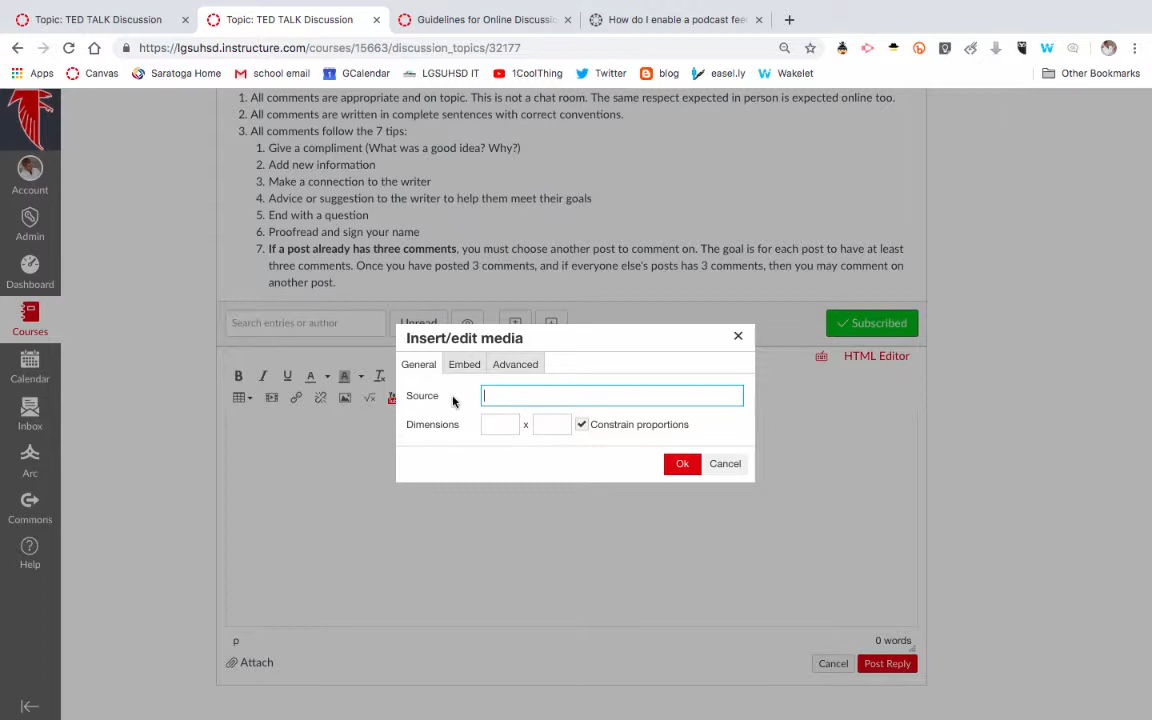 Topic: TED TALK Discussion
Topic: TED TALK Discussion
Guidelines for Online Discussio
How do I enable a podcast fee
https://lgsuhsd.instructure.com/courses/15663/discussion_topics/32177
Apps Canvas Saratoga Home school email GCalendar LGSUHSD IT 1CoolThing Twitter blog easel.ly Wakelet Other Bookmarks
1. All comments are appropriate and on topic. This is not a chat room. The same respect expected in person is expected online too.
2. All comments are written in complete sentences with correct conventions.
3. All comments follow the 7 tips:
1. Give a compliment (What was a good idea? Why?)
2. Add new information
3. Make a connection to the writer
4. Advice or suggestion to the writer to help them meet their goals
5. End with a question
6. Proofread and sign your name
7. If a post already has three comments, you must choose another post to comment on. The goal is for each post to have at least
three comments. Once you have posted 3 comments, and if everyone else's posts has 3 comments, then you may comment on
another post.
Account
Admin
Dashboard
Courses
Calendar
Inbox
Arc
Commons
Help
Search entries or author
Unread
Subscribed
HTML Editor
Insert/edit media
General Embed Advanced
Source
Dimensions x Constrain proportions
Ok Cancel
p
0 words
Attach
Cancel Post Reply